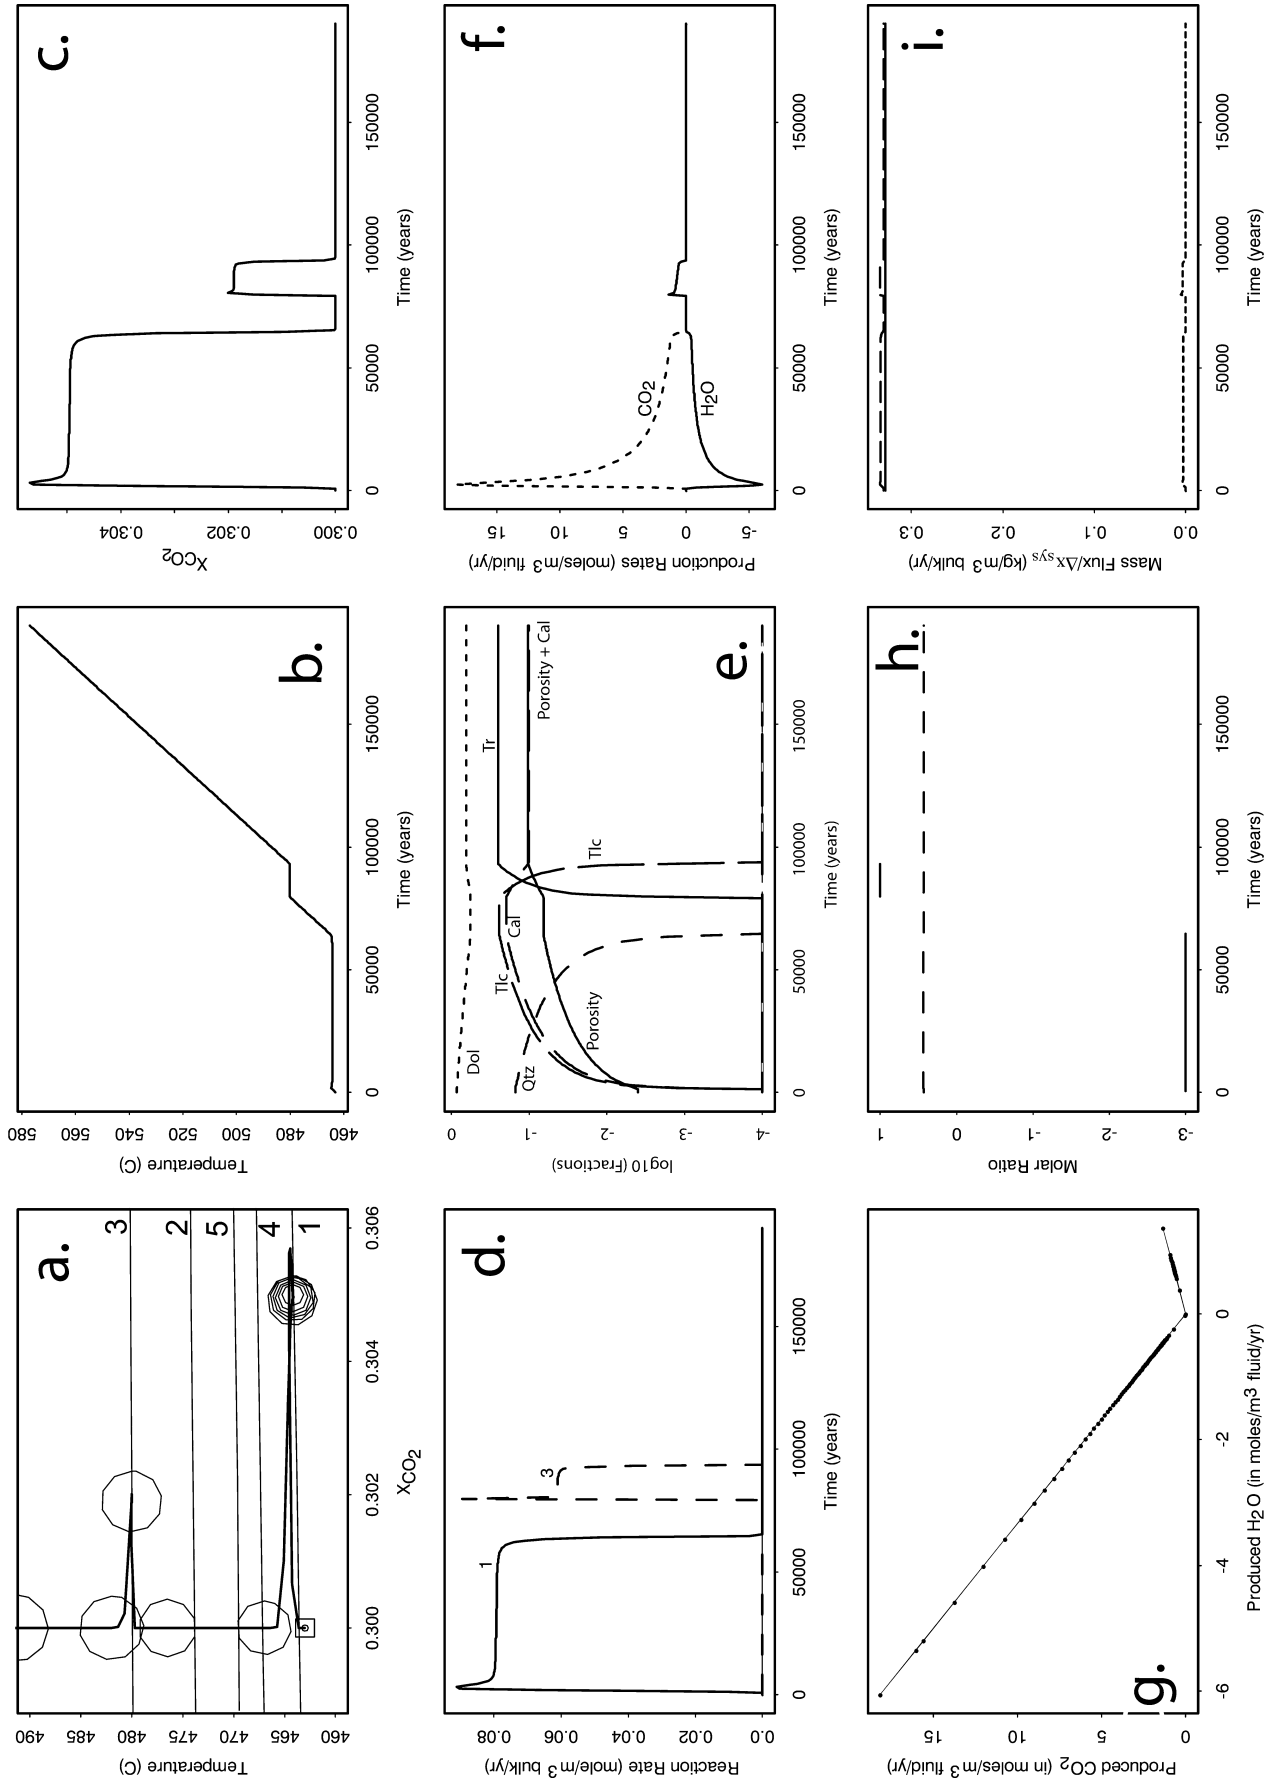 a.
Temperature (C)
490
485
480
475
470
465
460
3
2
5
4
1
0.300
0.302
0.304
0.306
XCO2
b.
Temperature (C)
580
560
540
520
500
480
460
0
50000
100000
150000
Time (years)
c.
XCO2
0.304
0.302
0.300
0
50000
100000
150000
Time (years)
d.
Reaction Rate (mole/m3 bulk/yr)
0.08
0.06
0.04
0.02
0.0
1
3
0
50000
100000
150000
Time (years)
e.
log10 (Fractions)
0
-1
-2
-3
-4
Dol
Qtz
Tlc
Cal
Porosity
Tlc
Tr
Porosity + Cal
0
50000
100000
150000
Time (years)
f.
Production Rates (moles/m3 fluid/yr)
15
10
5
0
-5
CO2
H2O
0
50000
100000
150000
Time (years)
g.
Produced CO2 (in moles/m3 fluid/yr)
15
10
5
0
-6
-4
-2
0
Produced H2O (in moles/m3 fluid/yr)
h.
Molar Ratio
1
0
-1
-2
-3
0
50000
100000
150000
Time (years)
i.
Mass Flux/Δxsys (kg/m3 bulk/yr)
0.3
0.2
0.1
0.0
0
50000
100000
150000
Time (years)